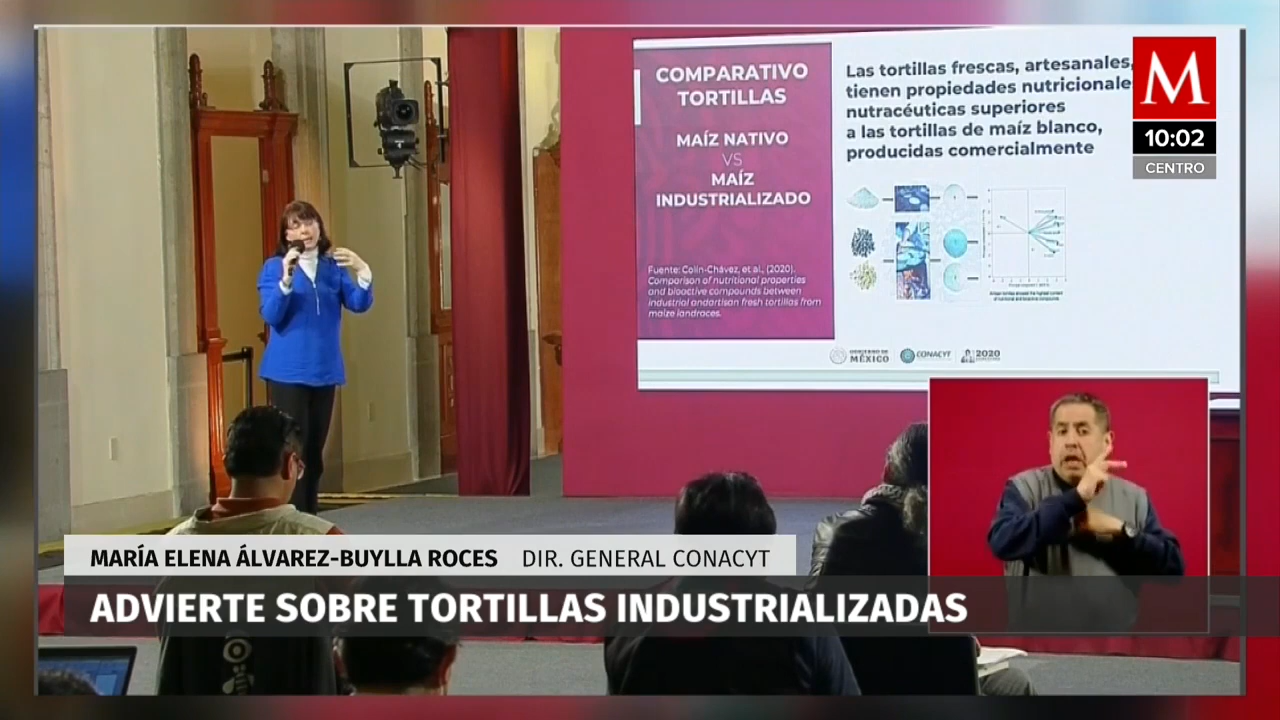 COMPARATIVO
TORTILLAS
MAÍZ NATIVO
VS
MAÍZ
INDUSTRIALIZADO
Fuente: Colín-Chávez, et al., (2020).
Comparison of nutritional properties
and bioactive compounds between
industrial andartisan fresh tortillas from
maize landraces.
Las tortillas frescas, artesanales,
tienen propiedades nutricionale
nutracéuticas superiores
a las tortillas de maíz blanco,
producidas comercialmente
GOBIERNO DE
MÉXICO
CONACYT
2020
M
10:02
CENTRO
MARÍA ELENA ÁLVAREZ-BUYLLA ROCES DIR. GENERAL CONACYT
ADVIERTE SOBRE TORTILLAS INDUSTRIALIZADAS